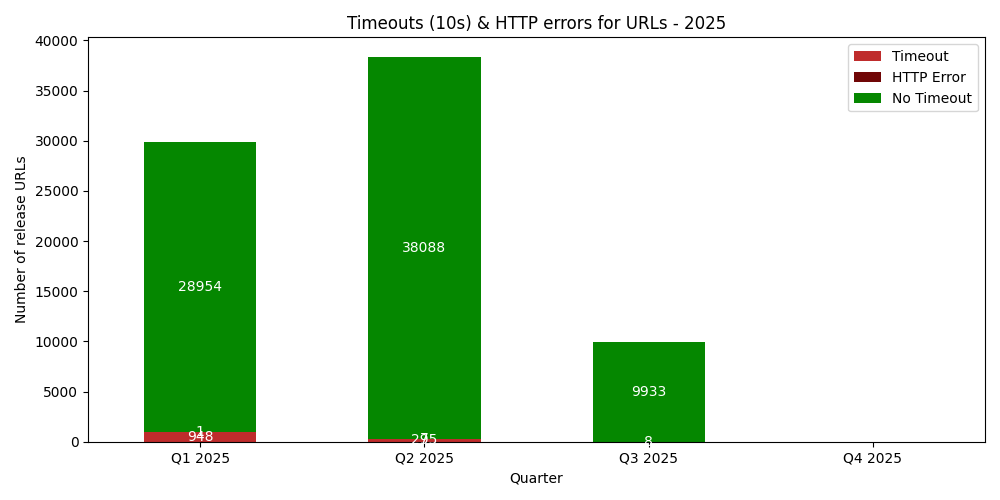 Timeouts (10s) & HTTP errors for URLs - 2025
40000
35000
30000
25000
20000
15000
10000
5000
0
Number of release URLs
Timeout
HTTP Error
No Timeout
28954
1
948
38088
295
9933
8
Q1 2025
Q2 2025
Q3 2025
Q4 2025
Quarter